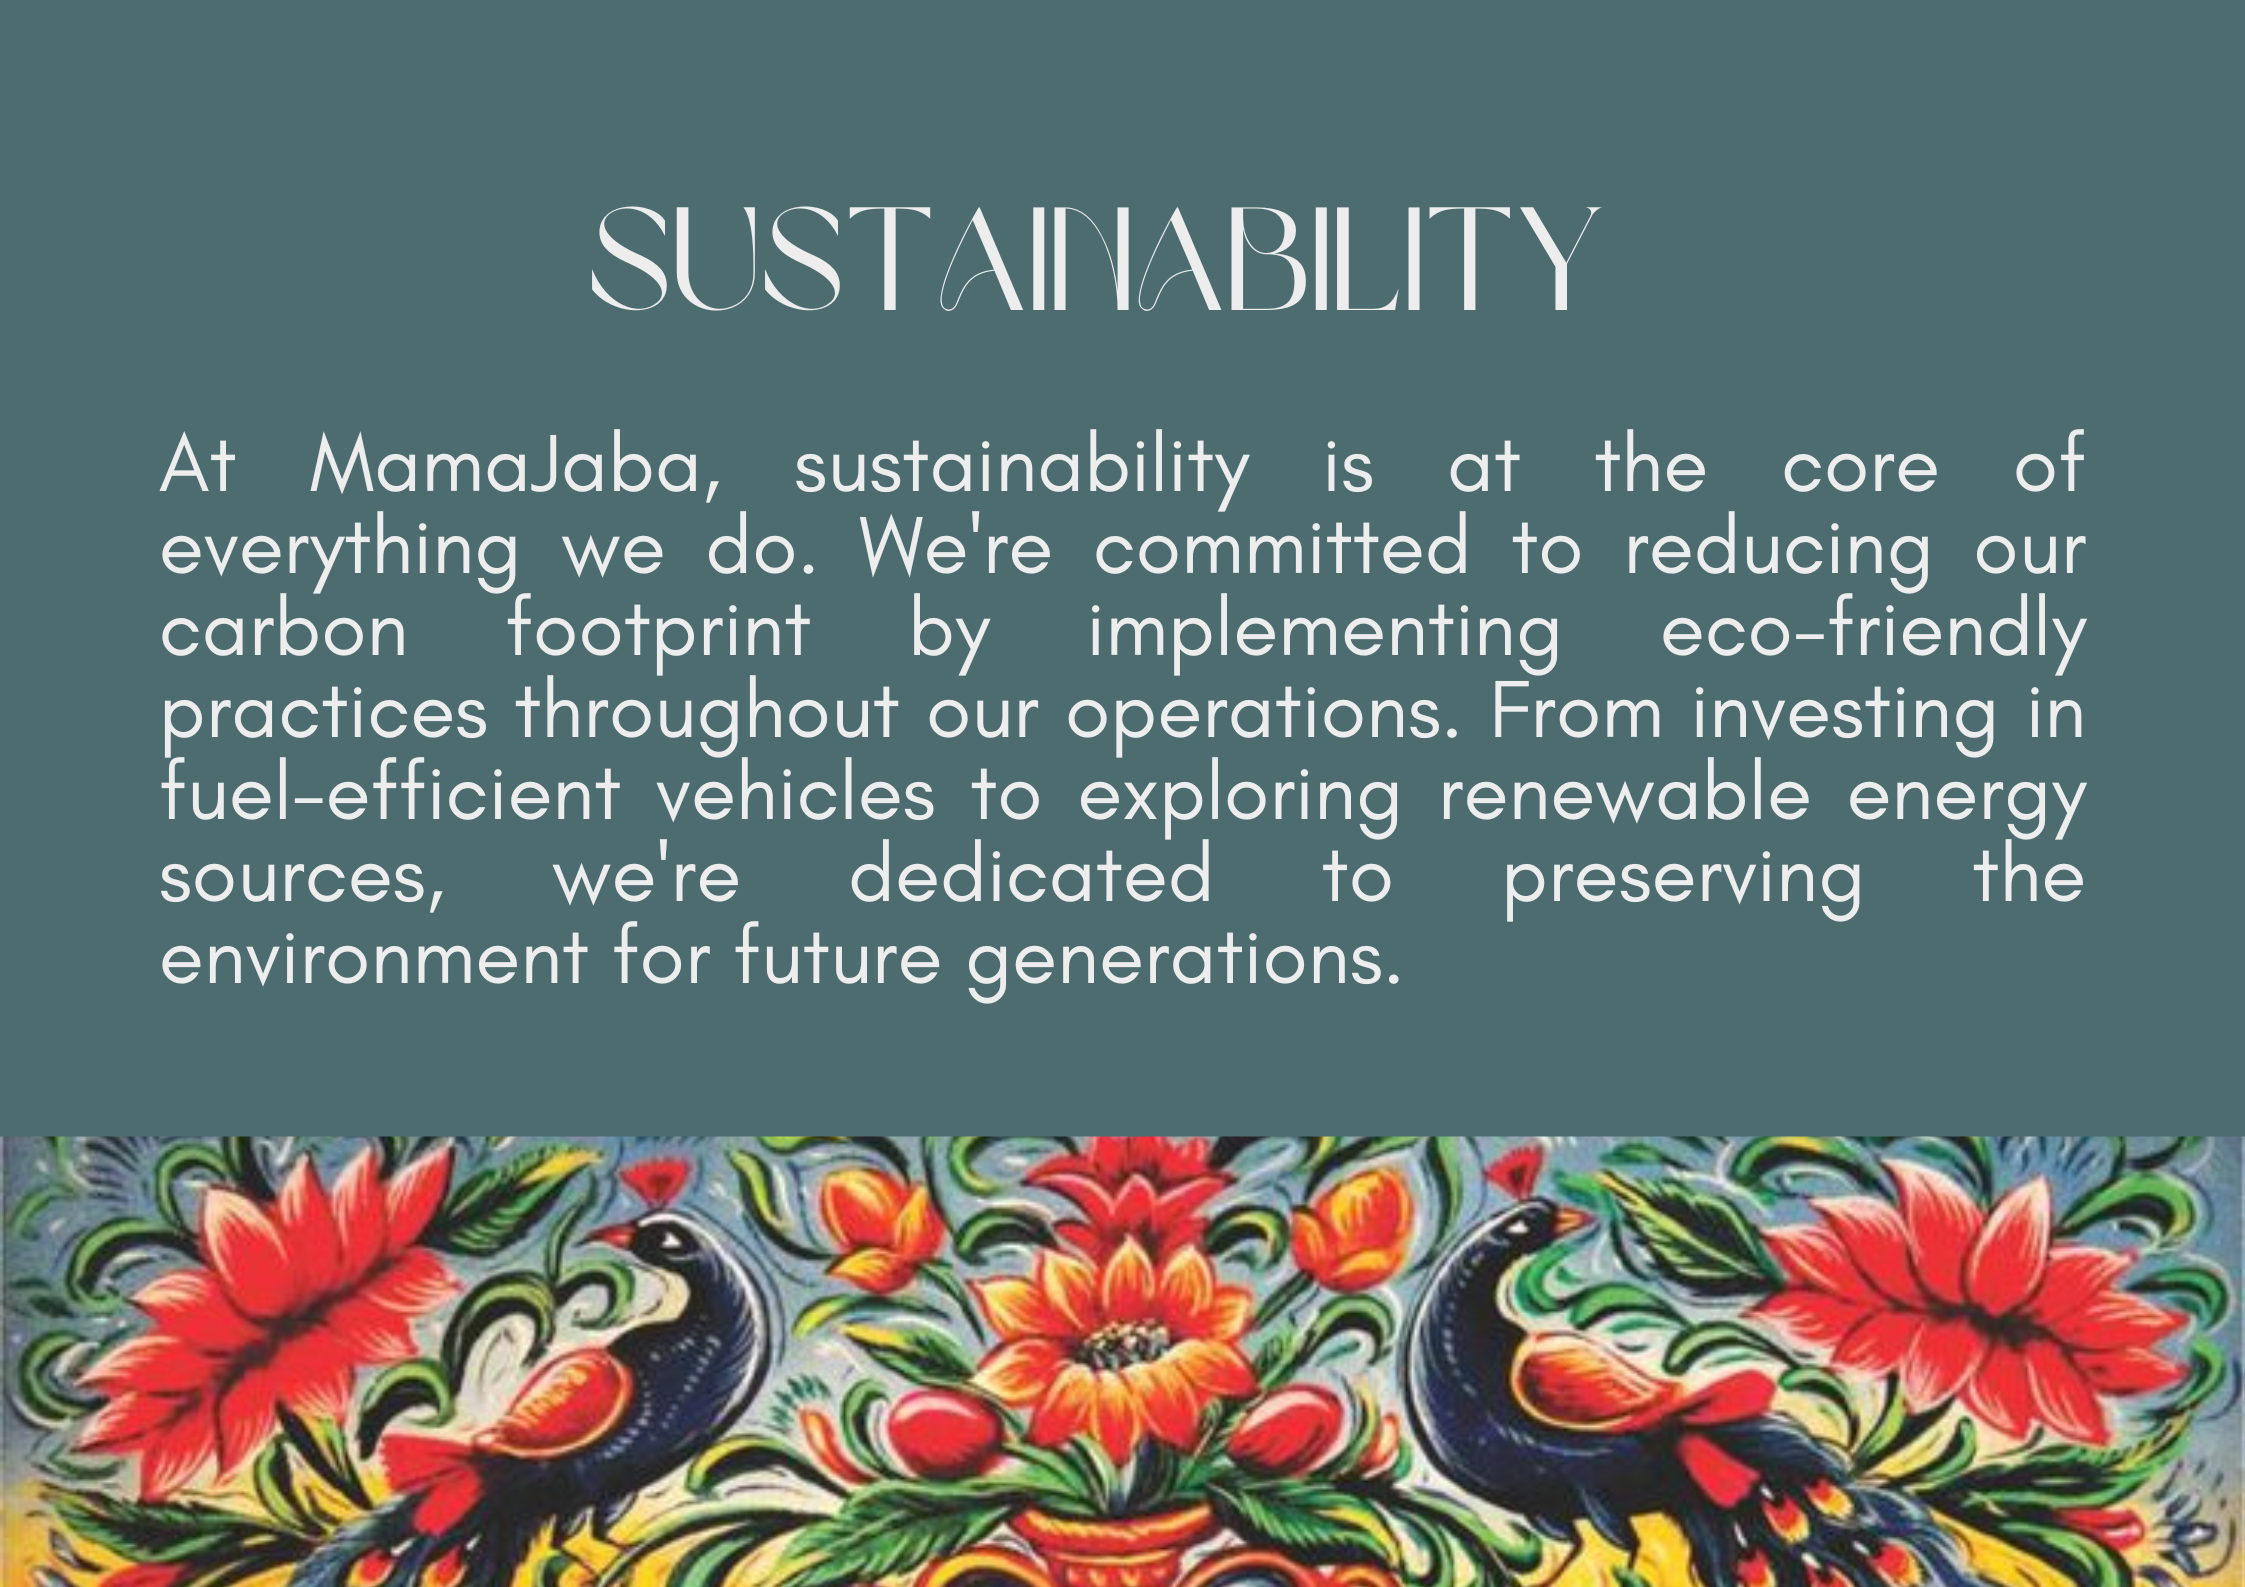 SUSTAINABILITY
At MamaJaba, sustainability is at the core of
everything we do. We're committed to reducing our
carbon footprint by implementing eco-friendly
practices throughout our operations. From investing in
fuel-efficient vehicles to exploring renewable energy
sources, we're dedicated to preserving the
environment for future generations.